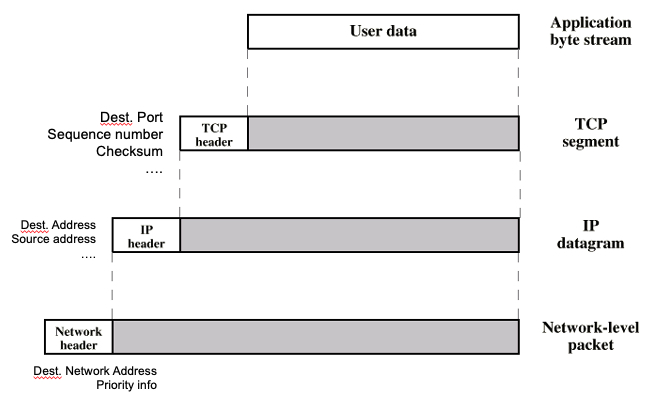 User data
Application
byte stream
Dest. Port
Sequence number
Checksum
....
TCP
header
TCP
segment
Dest. Address
Source address
....
IP
header
IP
datagram
Network
header
Network-level
packet
Dest. Network Address
Priority info